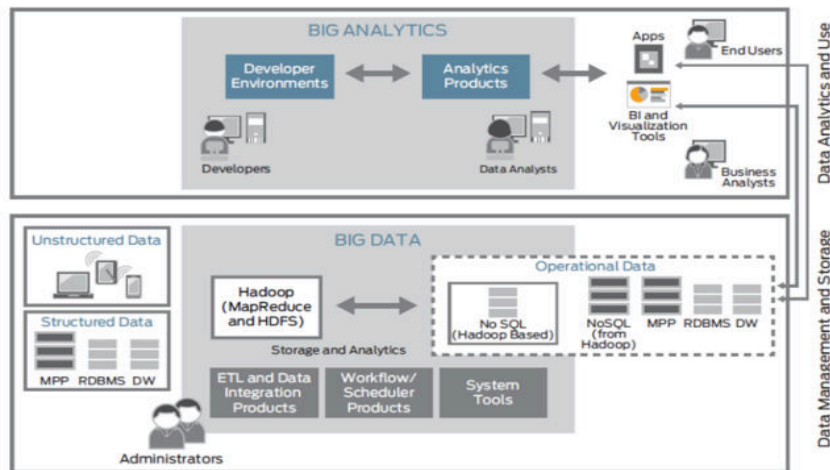 BIG ANALYTICS
Developer
Environments
Analytics
Products
Developers
Data Analysts
Apps
End Users
BI and
Visualization
Tools
Business
Analysts
Data Analytics and Use
Unstructured Data
Structured Data
MPP RDBMS DW
BIG DATA
Hadoop
(MapReduce
and HDFS)
Storage and Analytics
Operational Data
No SQL
(Hadoop Based)
NoSQL
(from
Hadoop)
MPP RDBMS DW
ETL and Data
Integration
Products
Workflow/
Scheduler
Products
System
Tools
Administrators
Data Management and Storage